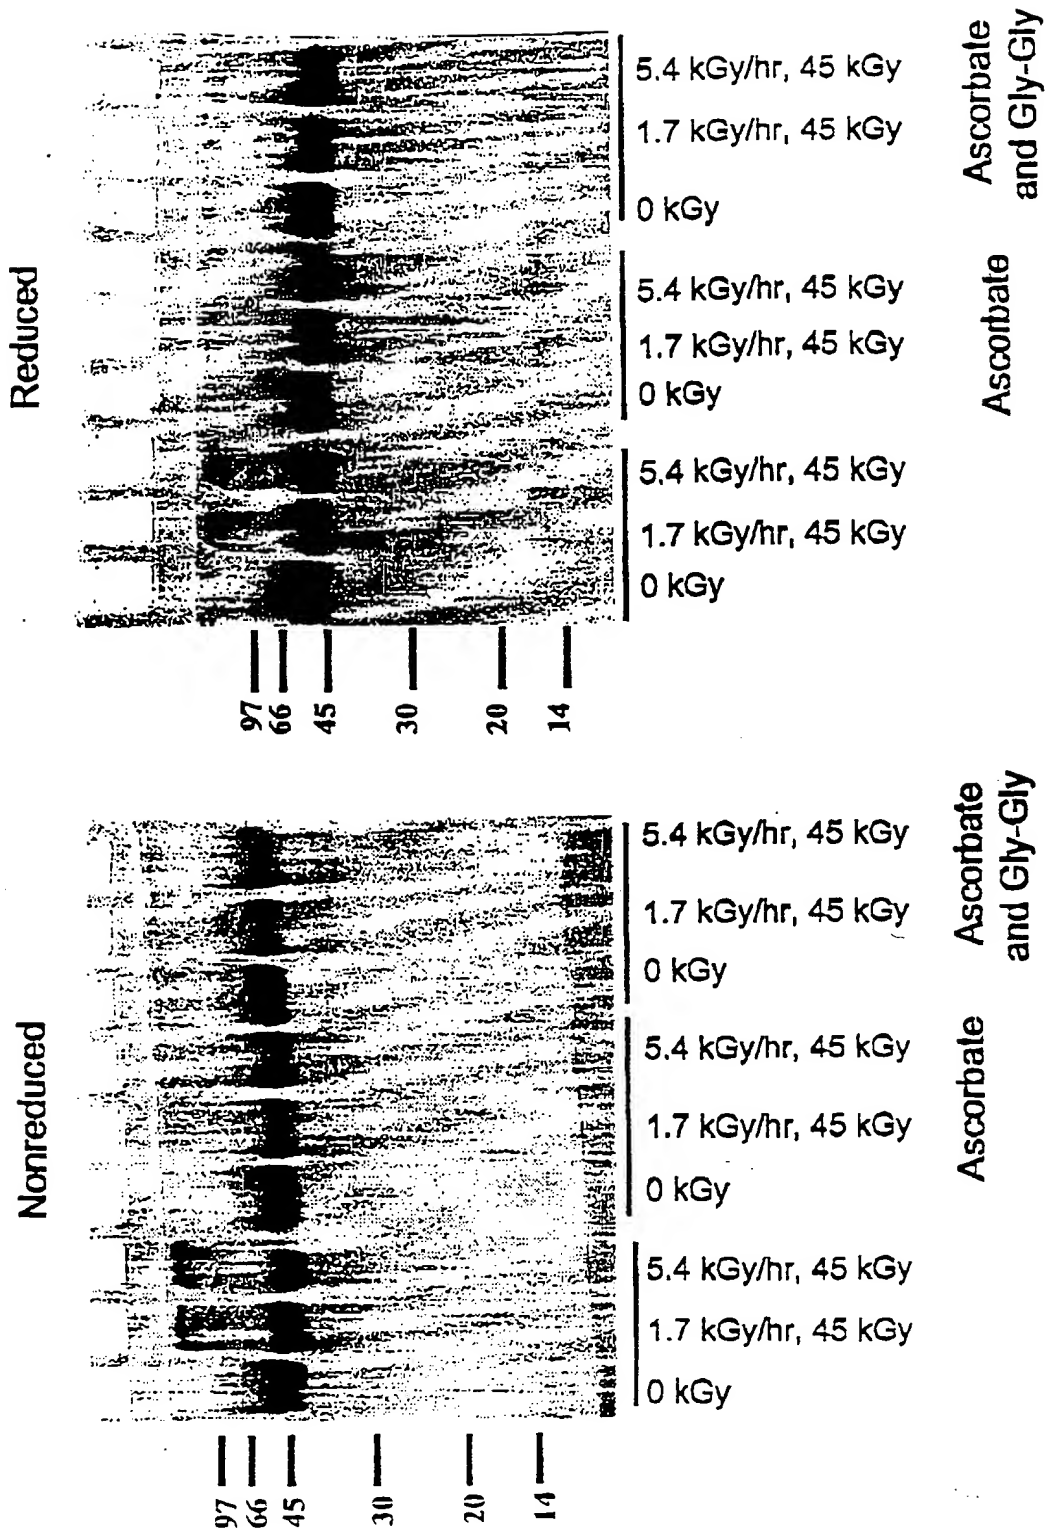 Reduced
5.4 kGy/hr, 45 kGy
1.7 kGy/hr, 45 kGy
0 kGy
Ascorbate
and Gly-Gly
5.4 kGy/hr, 45 kGy
1.7 kGy/hr, 45 kGy
0 kGy
Ascorbate
5.4 kGy/hr, 45 kGy
1.7 kGy/hr, 45 kGy
0 kGy
97
66
45
30
20
14
Nonreduced
5.4 kGy/hr, 45 kGy
1.7 kGy/hr, 45 kGy
0 kGy
Ascorbate
and Gly-Gly
5.4 kGy/hr, 45 kGy
1.7 kGy/hr, 45 kGy
0 kGy
Ascorbate
5.4 kGy/hr, 45 kGy
1.7 kGy/hr, 45 kGy
0 kGy
97
66
45
30
20
14